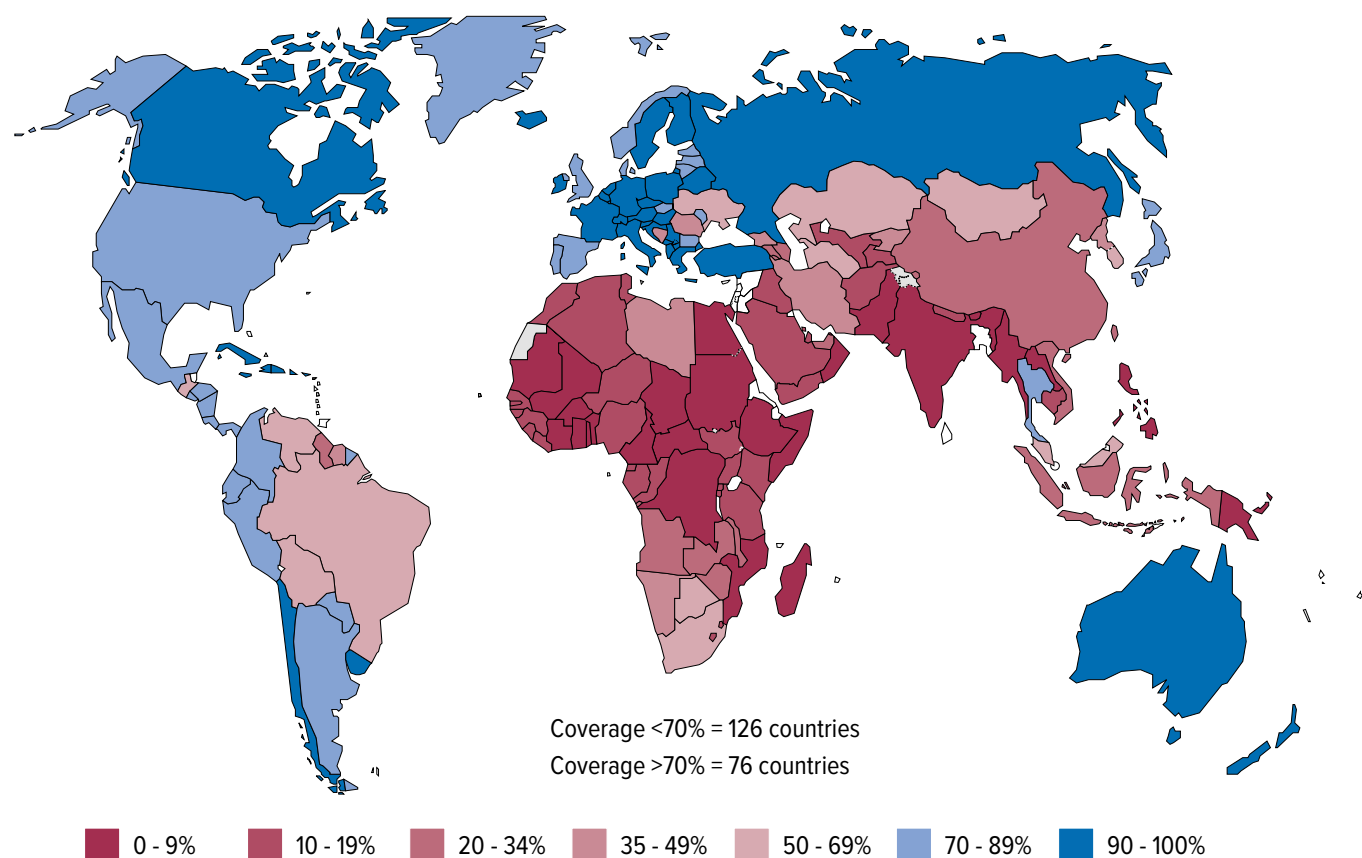 Coverage <70% = 126 countries
Coverage >70% = 76 countries
0 - 9% 10 - 19% 20 - 34% 35 - 49% 50 - 69% 70 - 89% 90 - 100%